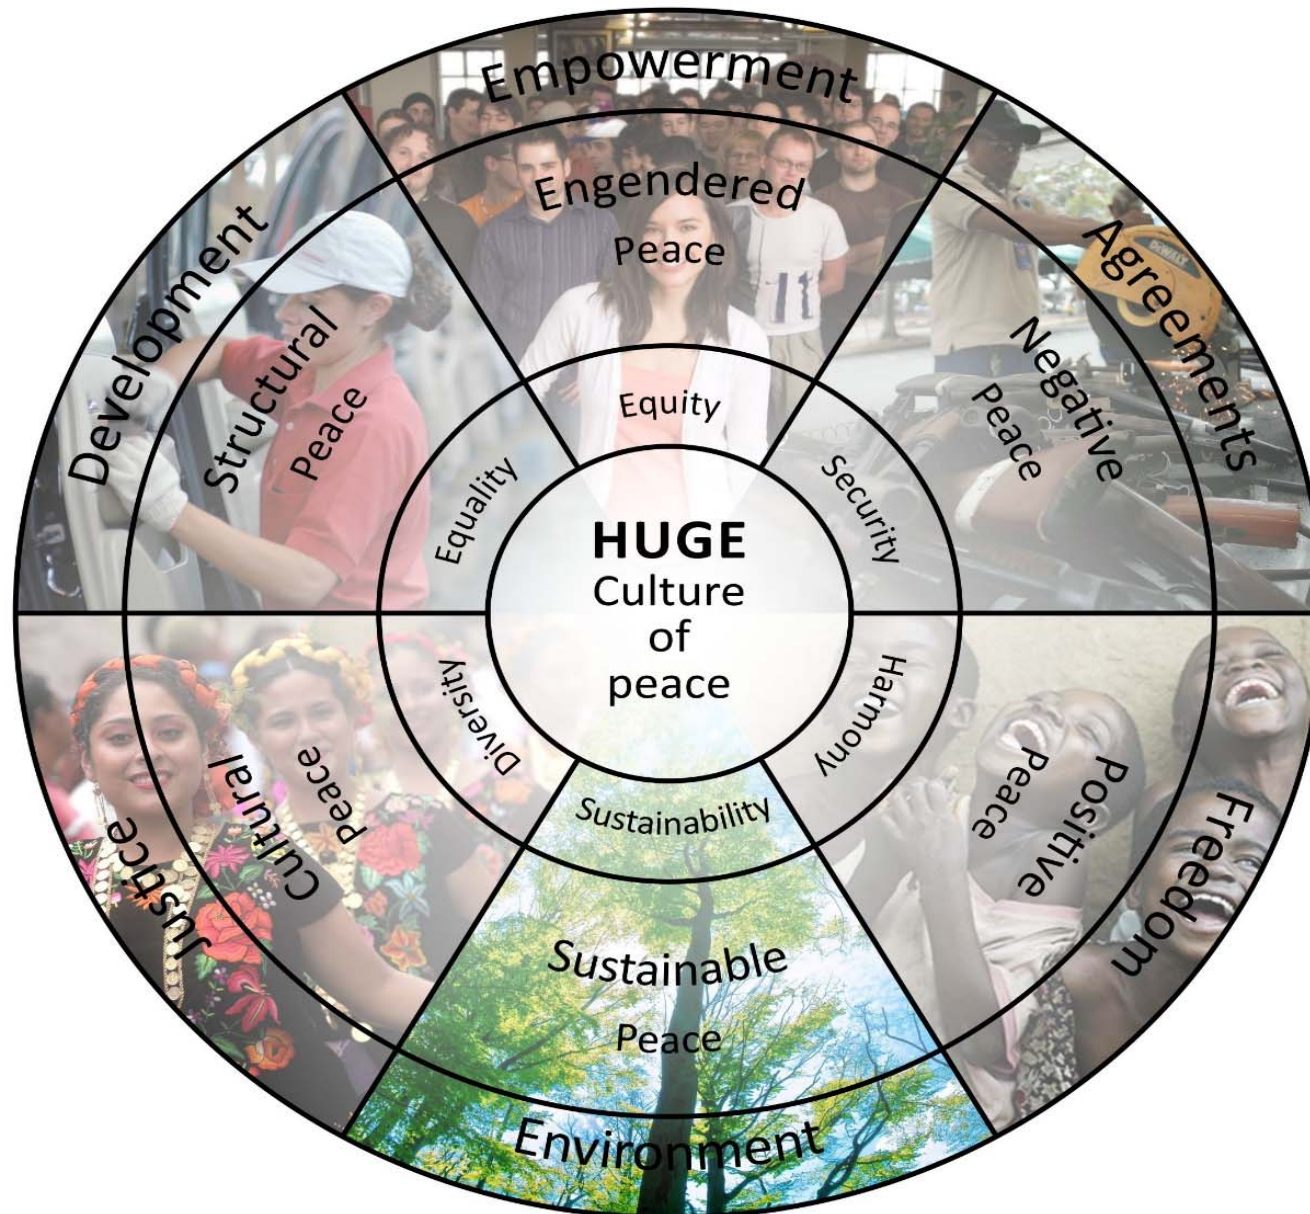 Empowerment
Engendered
Peace
Equity
Agreements
Negative
Peace
Security
DEWALT
Freedom
Positive
Peace
Harmony
Environment
Sustainable
Peace
Sustainability
Justice
Cultural
Peace
Diversity
Development
Structural
Peace
Equality
HUGE
Culture
of
peace